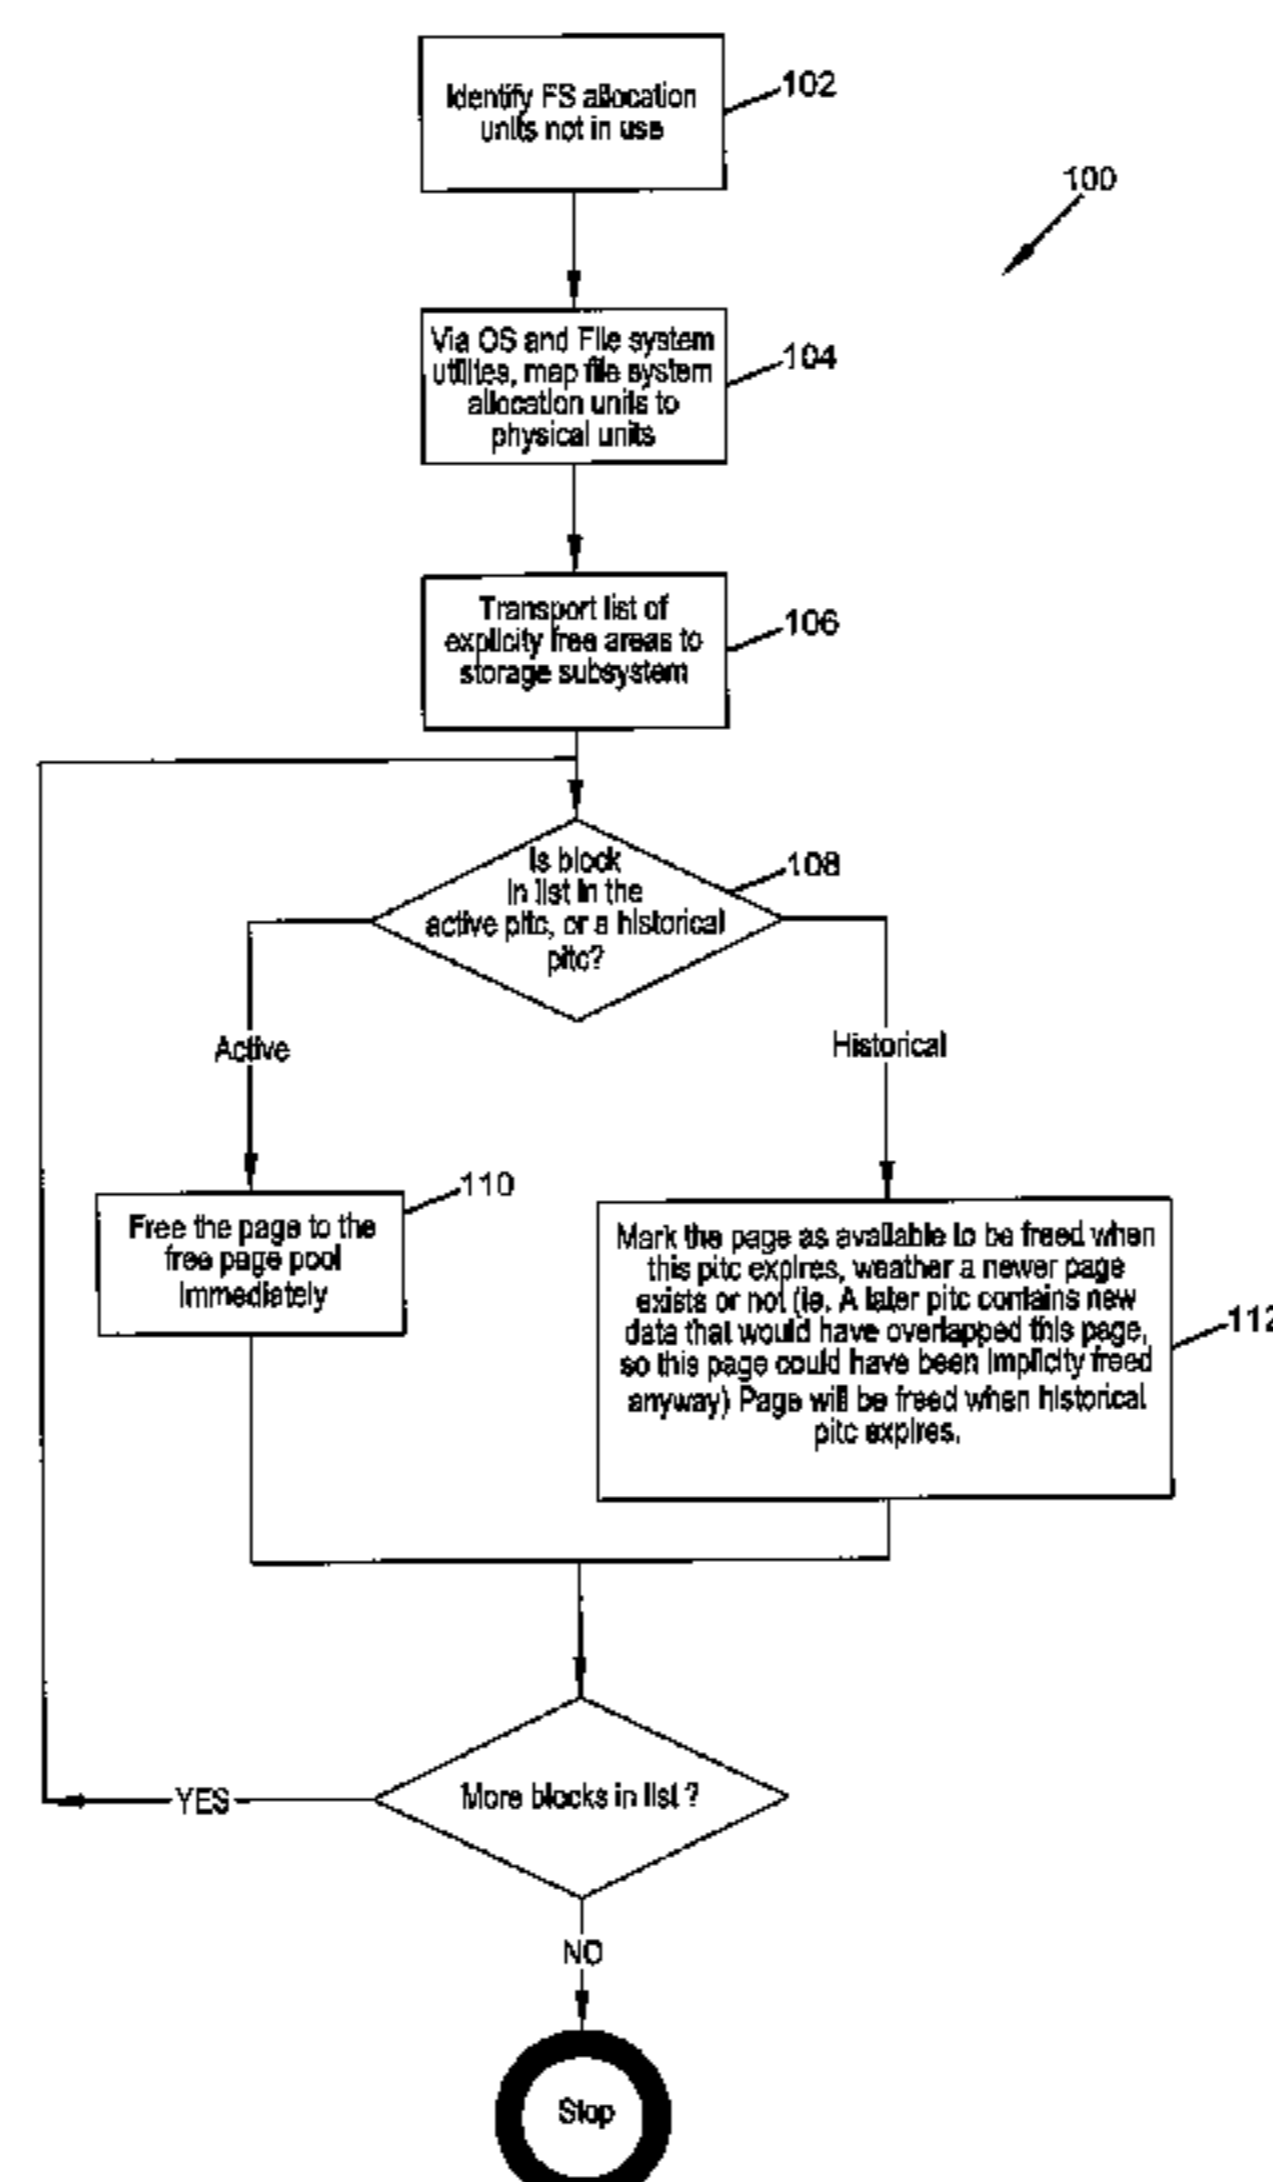 Identify FS allocation
units not in use
102
100
Via OS and File system
utilites, map file system
allocation units to
physical units
104
Transport list of
explicity free areas to
storage subsystem
106
Is block
in list in the
active pitc, or a historical
pitc?
108
Active
Historical
Free the page to the
free page pool
immediately
110
Mark the page as available to be freed when
this pitc expires, weather a newer page
exists or not (ie. A later pitc contains new
data that would have overlapped this page,
so this page could have been implicity freed
anyway) Page will be freed when historical
pitc expires.
112
More blocks in list ?
YES
NO
Stop